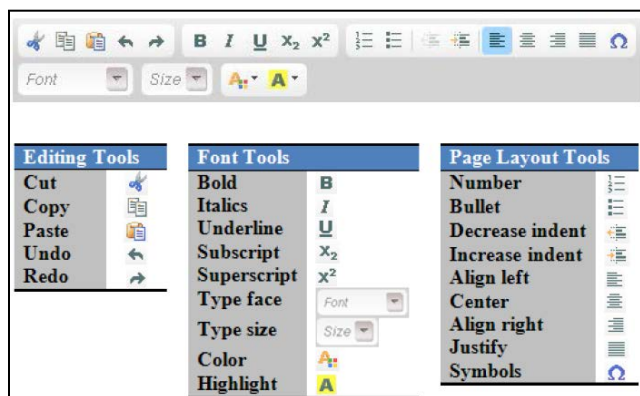 B I U X₂ X²
Font Size A A
Editing Tools
Cut
Copy
Paste
Undo
Redo
Font Tools
Bold B
Italics I
Underline U
Subscript X₂
Superscript X²
Type face Font
Type size Size
Color A
Highlight A
Page Layout Tools
Number
Bullet
Decrease indent
Increase indent
Align left
Center
Align right
Justify
Symbols Ω